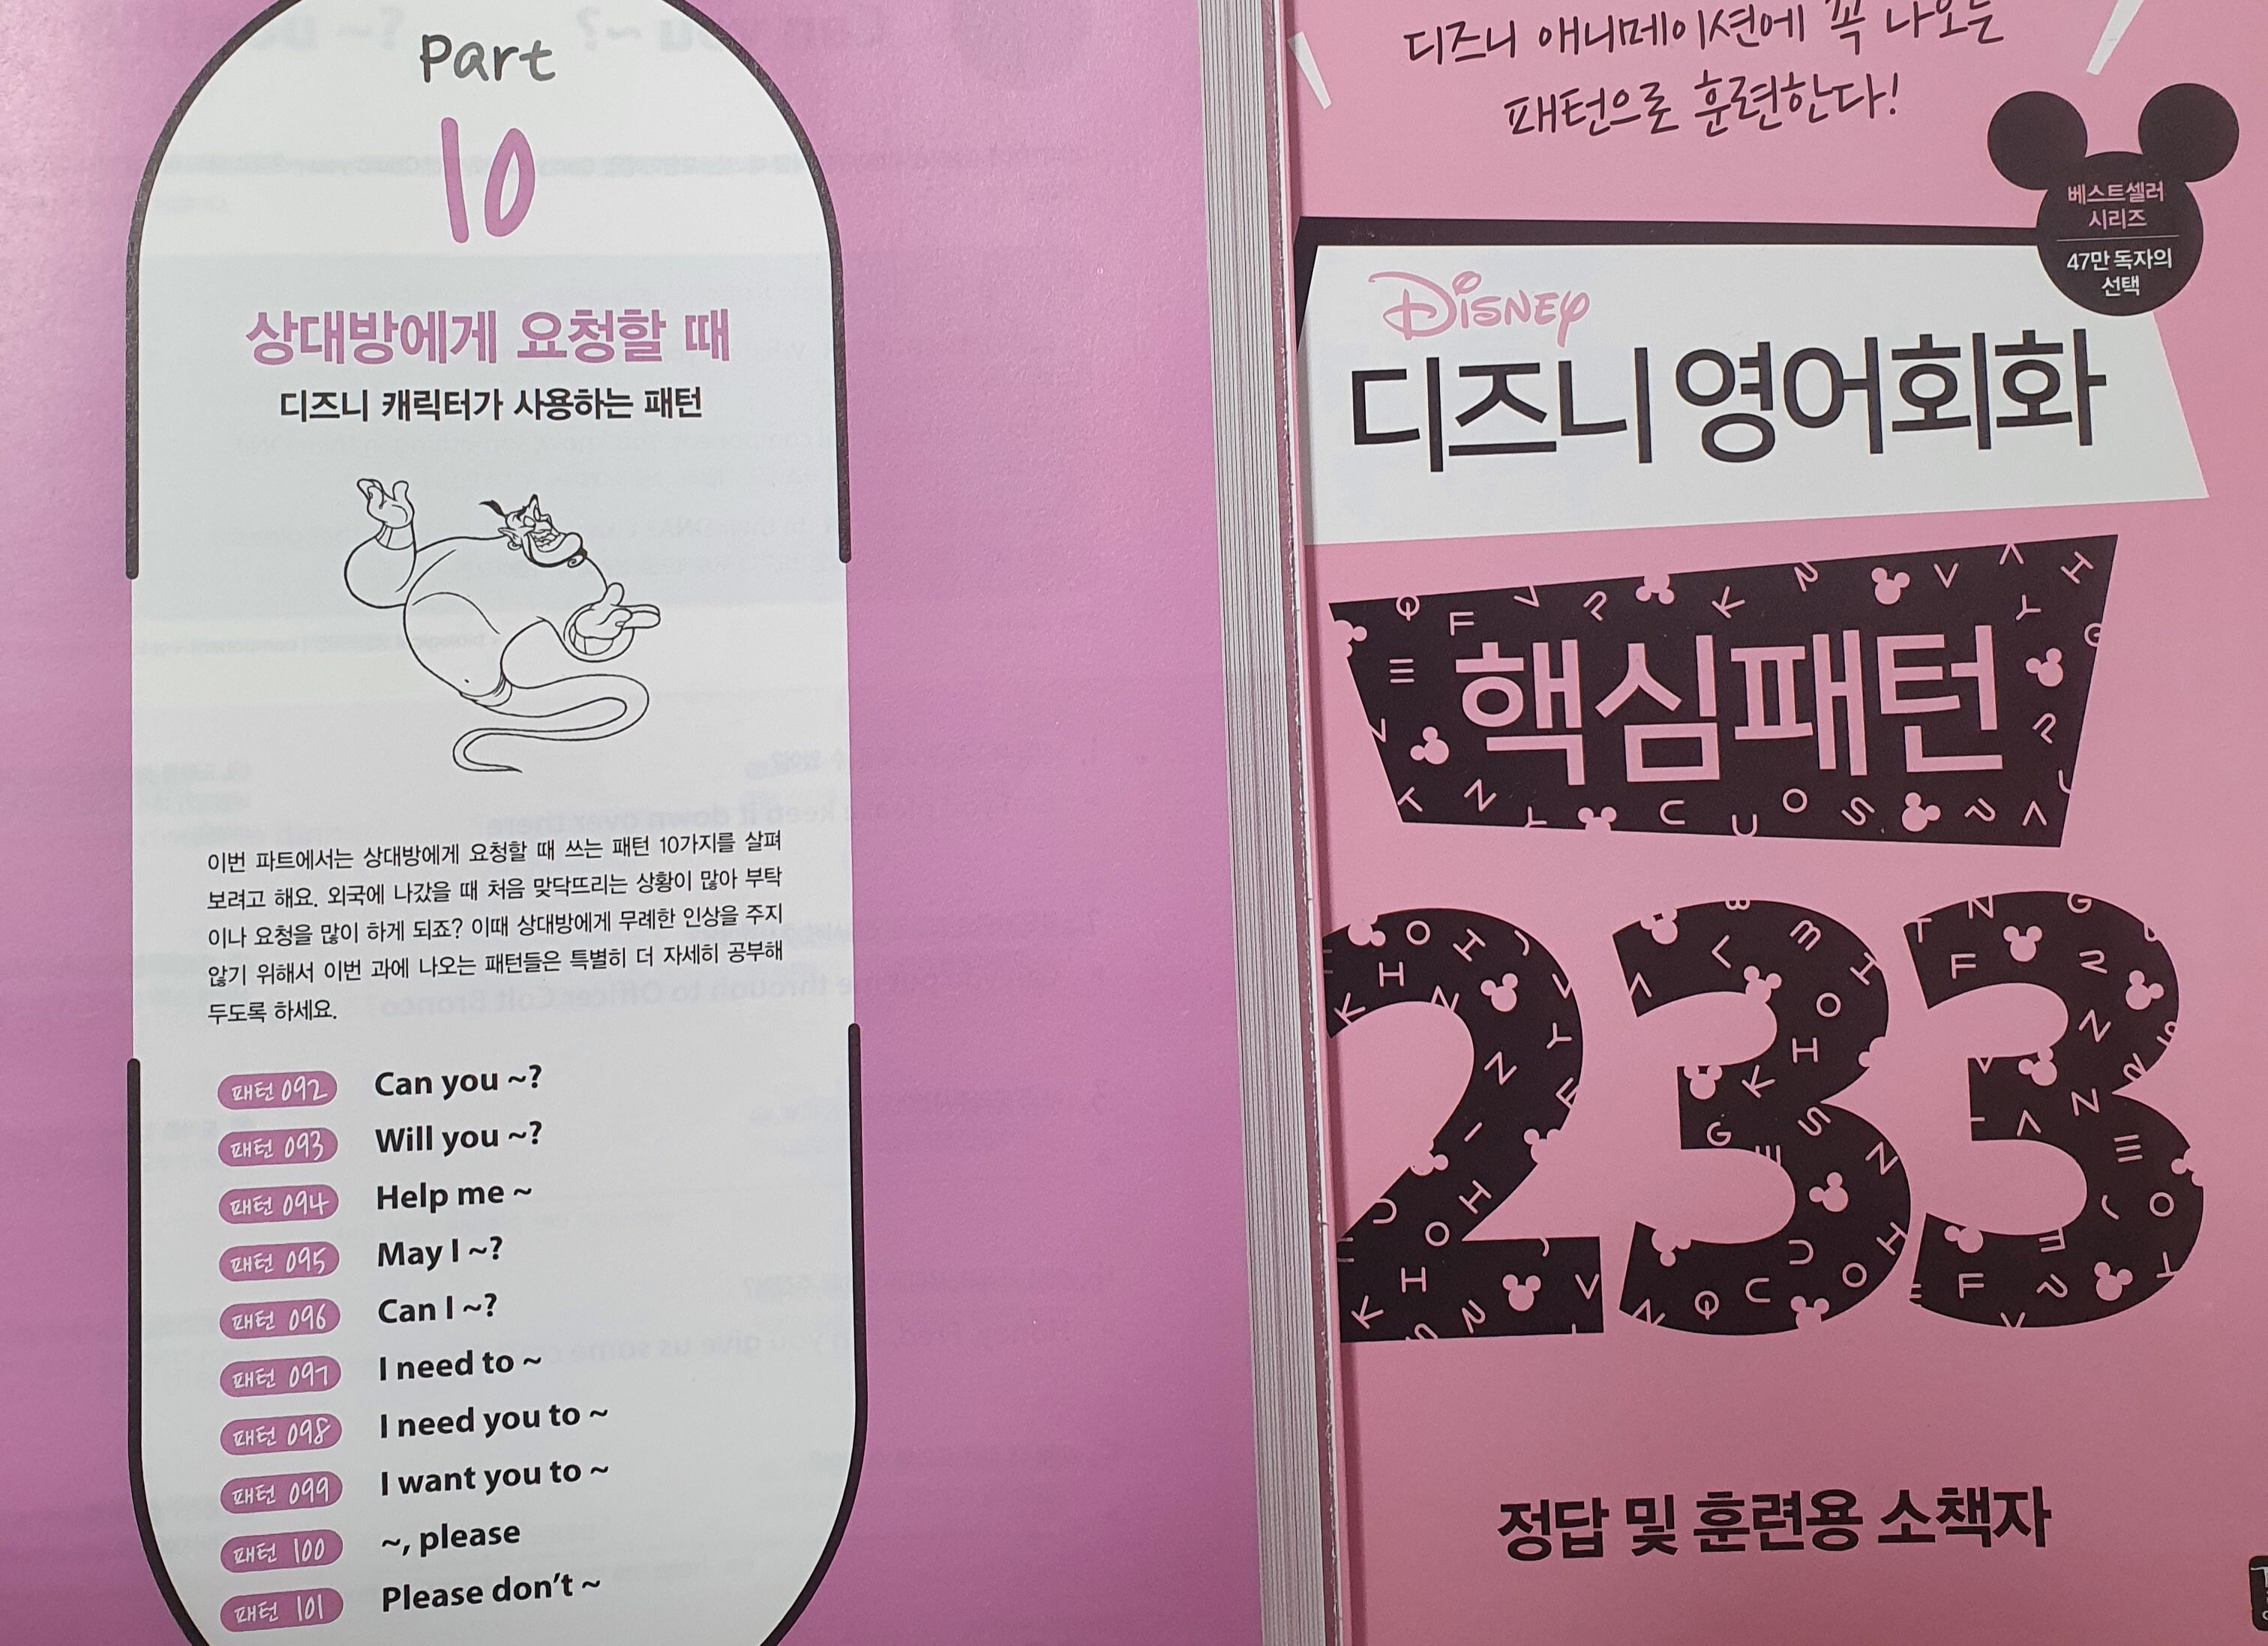 Part
10
상대방에게 요청할 때
디즈니 캐릭터가 사용하는 패턴
이번 파트에서는 상대방에게 요청할 때 쓰는 패턴 10가지를 살펴
보려고 해요. 외국에 나갔을 때 처음 맞닥뜨리는 상황이 많아 부탁
이나 요청을 많이 하게 되죠? 이때 상대방에게 무례한 인상을 주지
않기 위해서 이번 과에 나오는 패턴들은 특별히 더 자세히 공부해
두도록 하세요.
패턴 092 Can you ~?
패턴 093 Will you ~?
패턴 094 Help me ~
패턴 095 May I ~?
패턴 096 Can I ~?
패턴 097 I need to ~
패턴 098 I need you to ~
패턴 099 I want you to ~
패턴 100 ~, please
패턴 101 Please don't ~
디즈니 애니메이션에 꼭 나오는
패턴으로 훈련한다!
베스트셀러
시리즈
47만 독자의
선택
Disney
디즈니 영어회화
핵심패턴
233
정답 및 훈련용 소책자